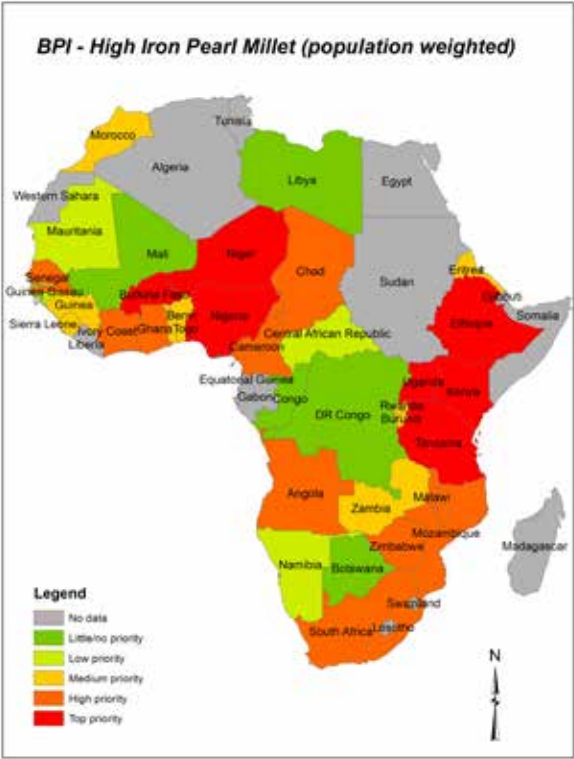 BPI - High Iron Pearl Millet (population weighted)
Tunisia
Morocco
Algeria
Libya
Egypt
Western Sahara
Mauritania
Mali
Niger
Chad
Sudan
Eritrea
Senegal
Guinea Bissau
Burkina Faso
Djibouti
Guinea
Benin
Nigeria
Ethiopia
Somalia
Sierra Leone
Ivory Coast
Ghana
Togo
Liberia
Central African Republic
Cameroon
Equatorial Guinea
Uganda
Kenya
Gabon
Congo
DR Congo
Rwanda
Burundi
Tanzania
Angola
Zambia
Malawi
Mozambique
Zimbabwe
Madagascar
Namibia
Botswana
Swaziland
South Africa
Lesotho
Legend
No data
Little/no priority
Low priority
Medium priority
High priority
Top priority
N